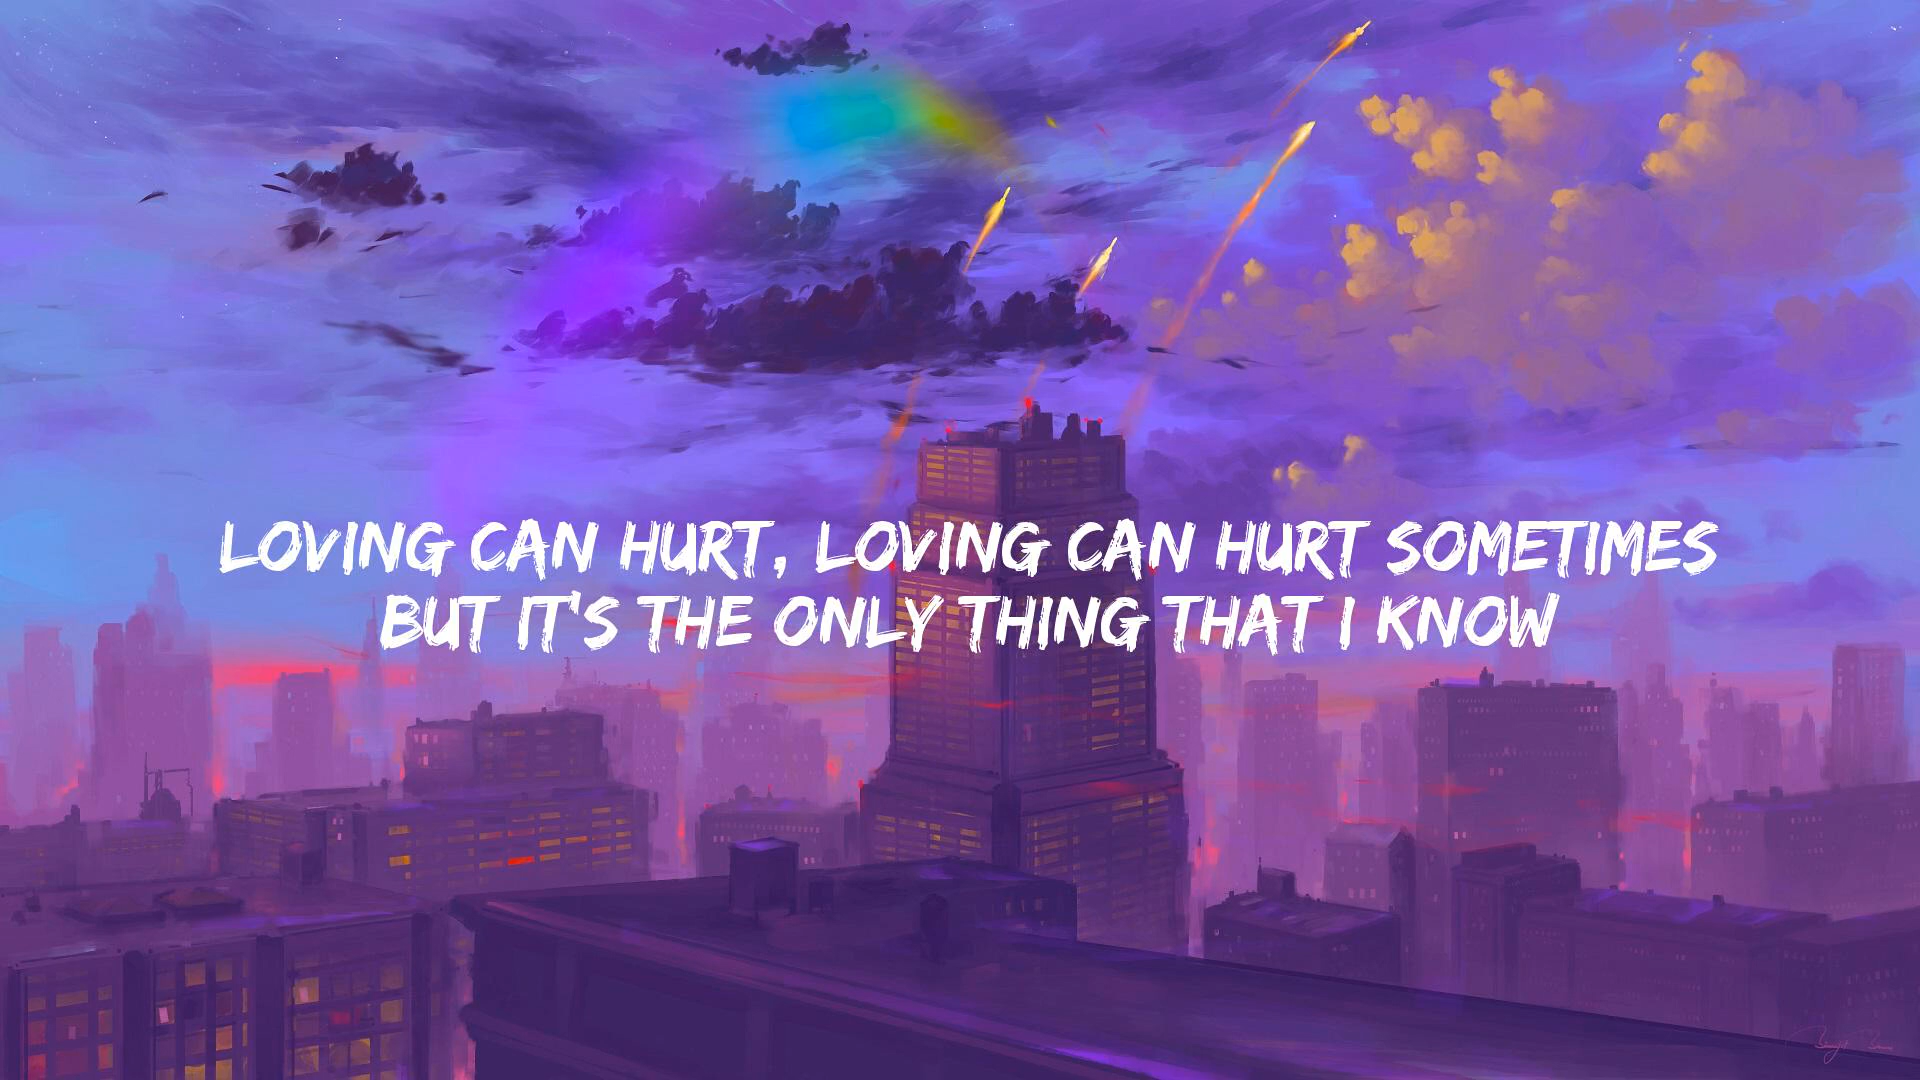 LOVING CAN HURT, LOVING CAN HURT SOMETIMES
BUT IT'S THE ONLY THING THAT I KNOW